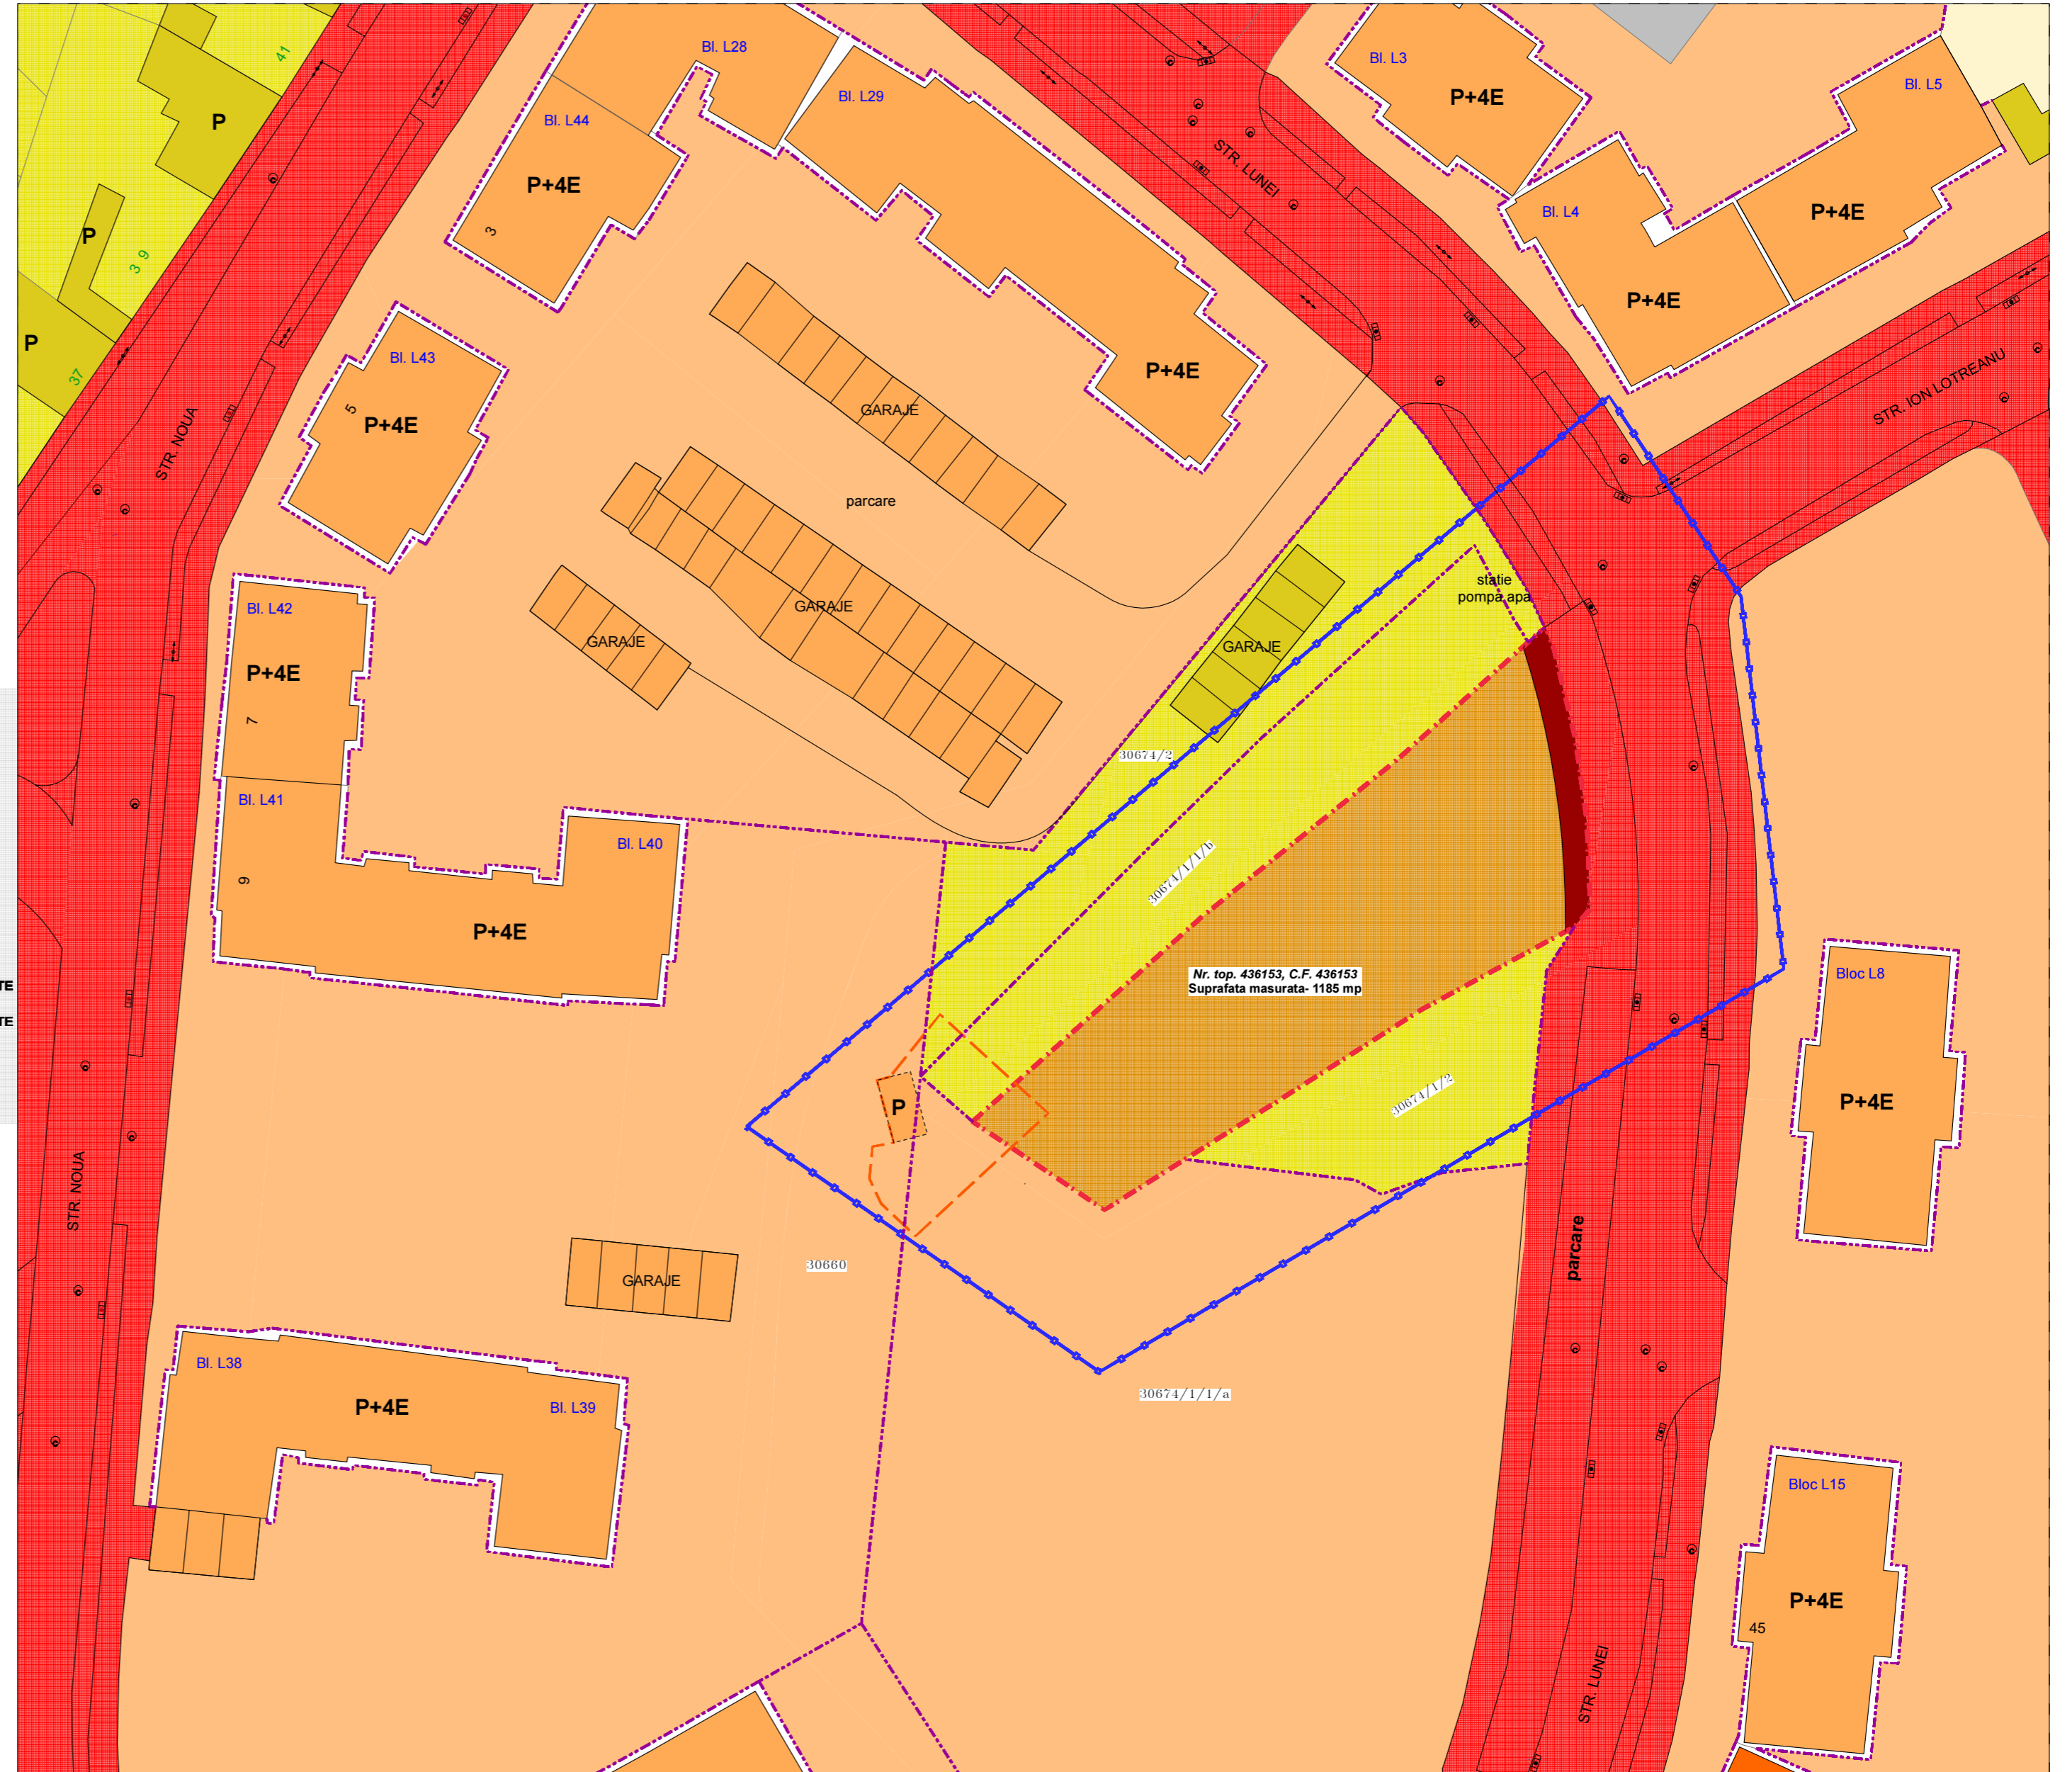 Bl. L28
Bl. L3
41
Bl. L5
P+4E
Bl. L29
P
Bl. L44
STR. LUNEI
P+4E
P+4E
Bl. L4
P+4E
3
P
39
P+4E
P
Bl. L43
37
P+4E
STR. ION LOTREANU
5
P+4E
GARAJE
STR. NOUA
parcare
statie
pompa apa
GARAJE
Bl. L42
GARAJE
GARAJE
P+4E
7
30674/2
Bl. L41
Bl. L40
30674/1/1/b
9
P+4E
Nr. top. 436153, C.F. 436153
Suprafata masurata- 1185 mp
Bloc L8
TE
TE
30674/1/2
P
P+4E
STR. NOUA
parcare
30660
GARAJE
Bl. L38
30674/1/1/a
P+4E
Bl. L39
Bloc L15
P+4E
45
STR. LUNEI